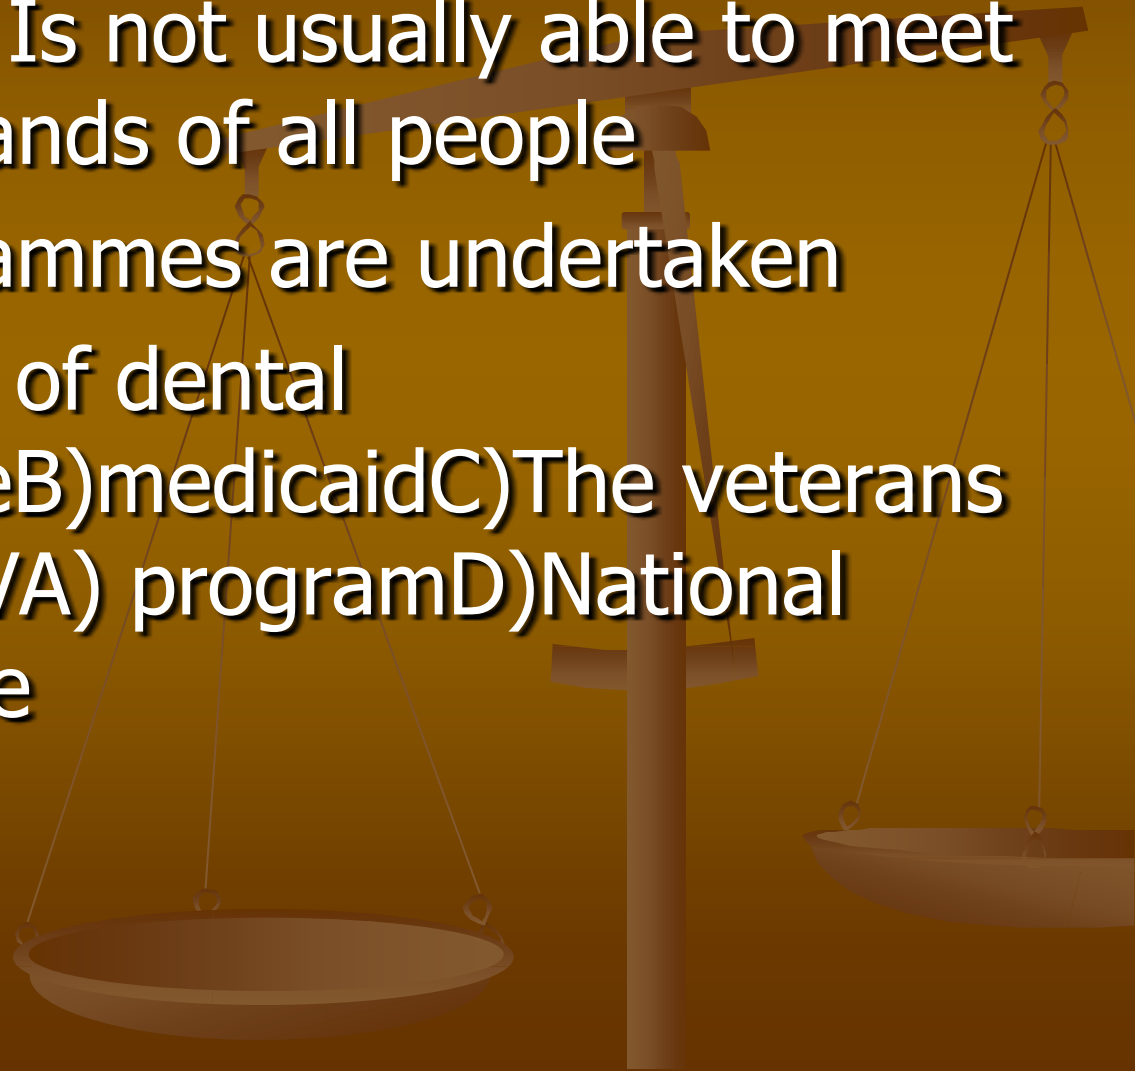 Is not usually able to meet
ands of all people
ammes are undertaken
of dental
eB)medicaidC)The veterans
VA) programD)National
e